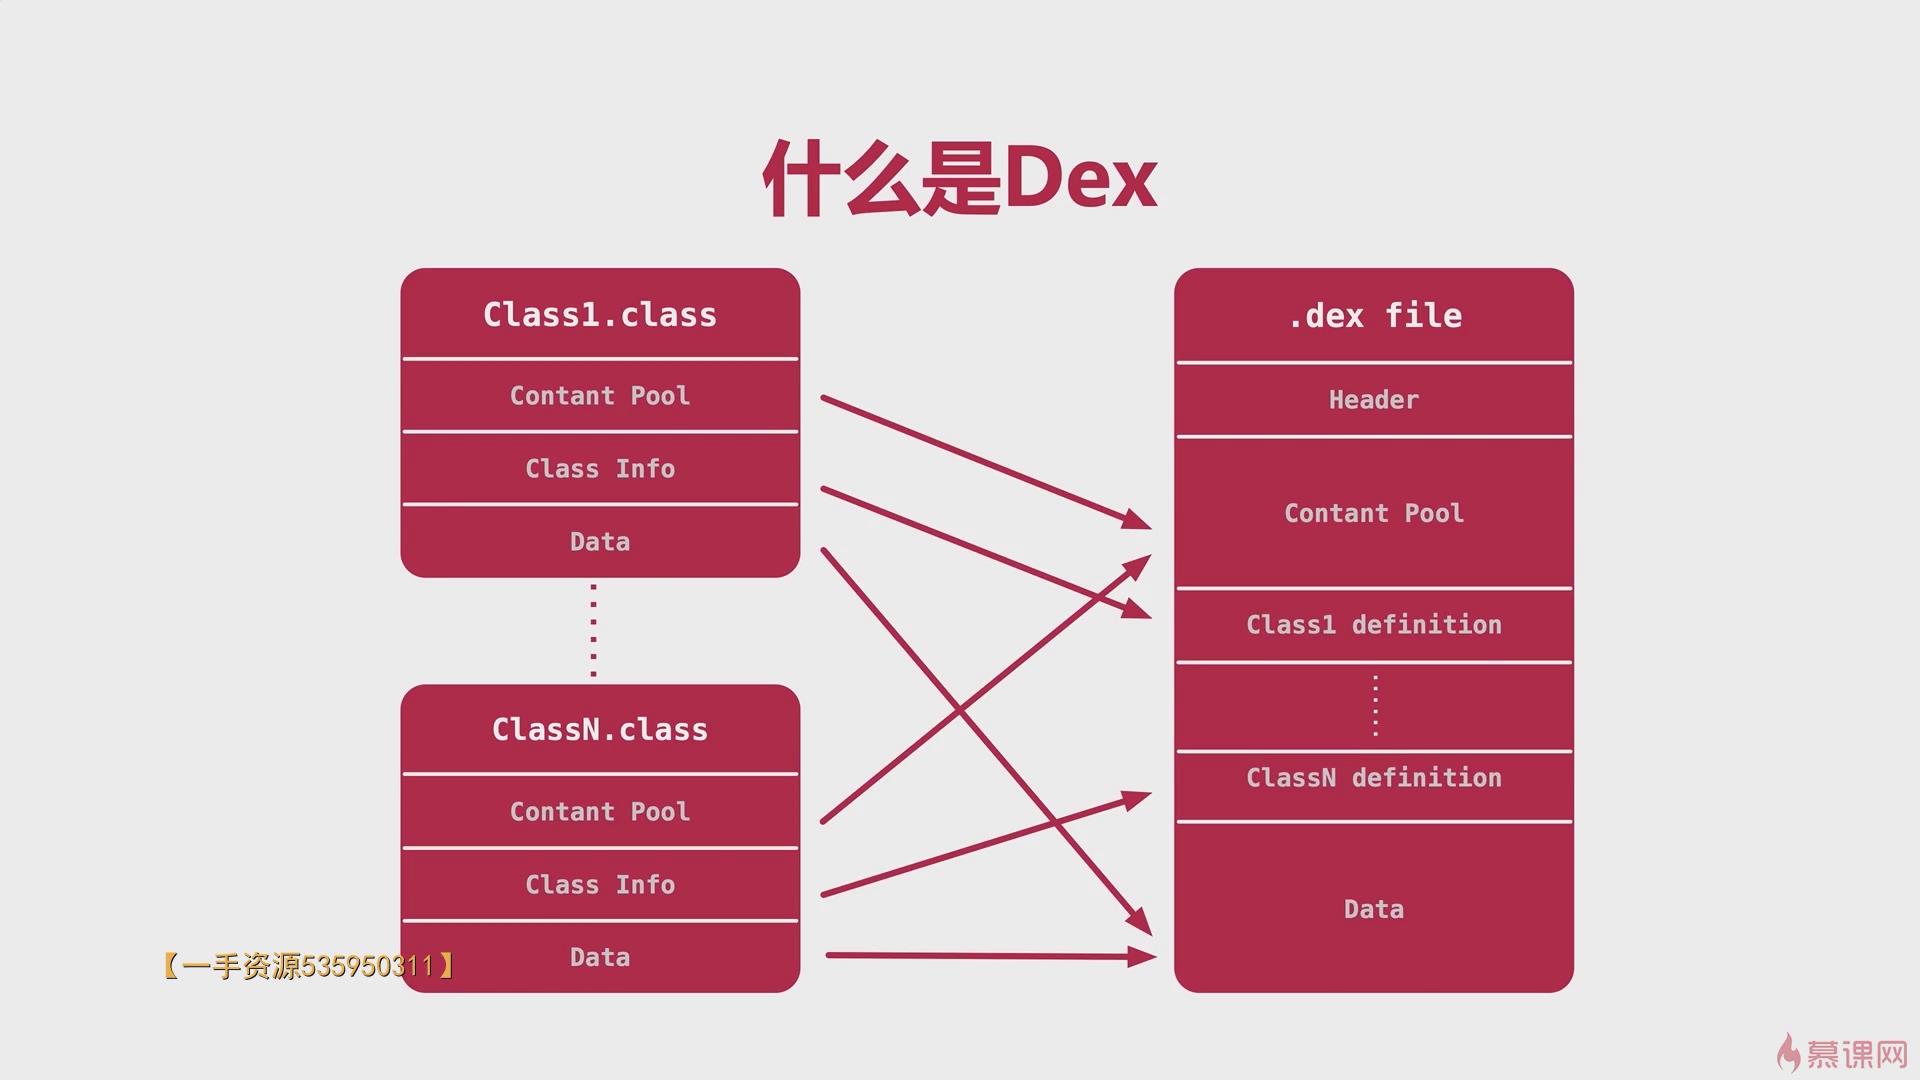 什么是Dex
Class1.class
Contant Pool
Class Info
Data
ClassN.class
Contant Pool
Class Info
Data
.dex file
Header
Contant Pool
Class1 definition
ClassN definition
Data
【一手资源535950311】
慕课网